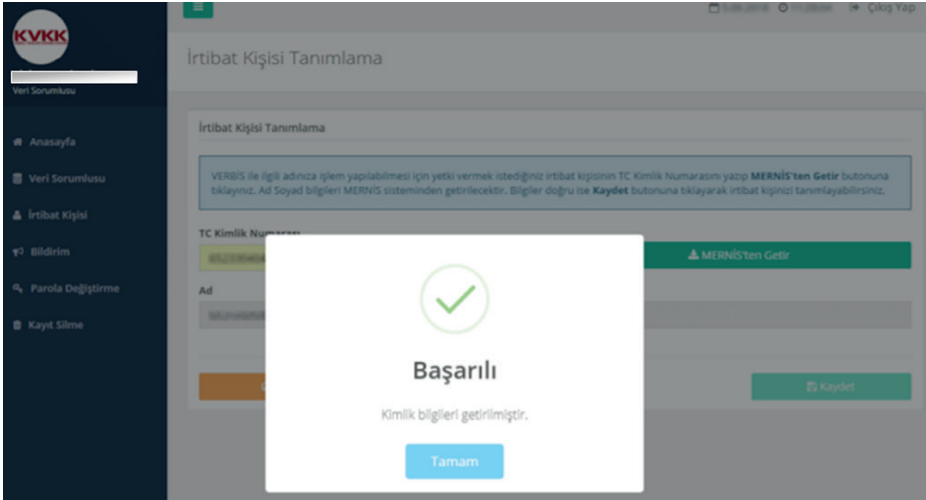 Çıkış Yap
KVKK
İrtibat Kişisi Tanımlama
Veri Sorumlusu
Anasayfa
Veri Sorumlusu
İrtibat Kişisi
Bildirim
Parola Değiştirme
Kayıt Silme
İrtibat Kişisi Tanımlama
VERBİS ile ilgili adınıza işlem yapılabilmesi için yetki vermek istediğiniz irtibat kişisinin TC Kimlik Numarasını yazıp MERNİS'ten Getir butonuna
tıklayınız. Ad Soyad bilgileri MERNİS sisteminden getirilecektir. Bilgiler doğru ise Kaydet butonuna tıklayarak irtibat kişinizi tanımlayabilirsiniz.
TC Kimlik Numarası
MERNİS'ten Getir
Ad
Kaydet
Başarılı
Kimlik bilgileri getirilmiştir.
Tamam